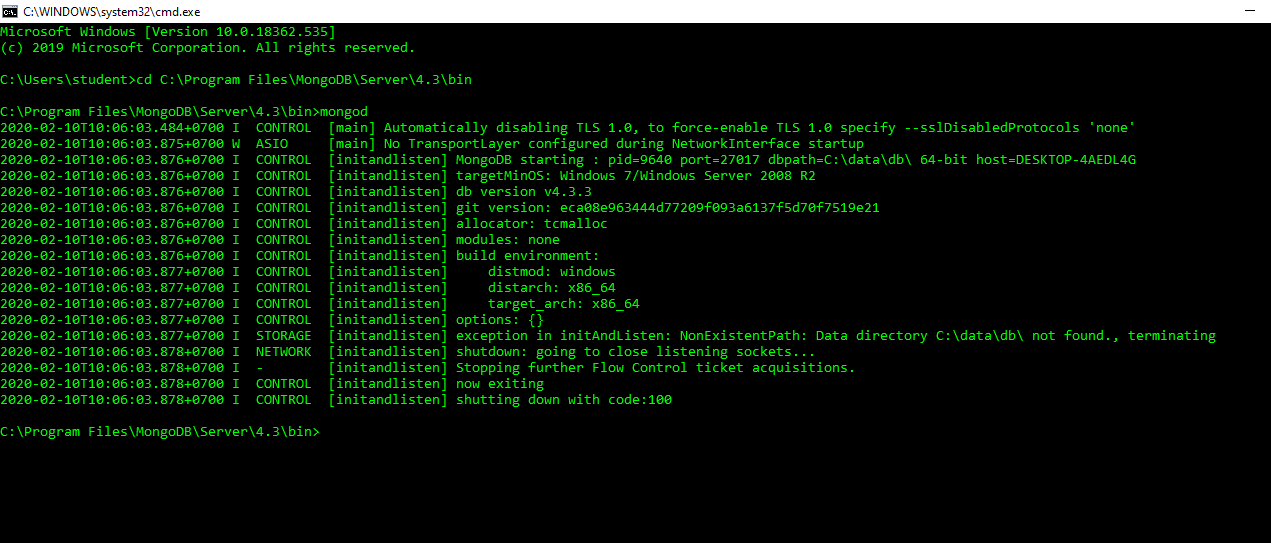 C:\WINDOWS\system32\cmd.exe
Microsoft Windows [Version 10.0.18362.535]
(c) 2019 Microsoft Corporation. All rights reserved.
C:\Users\student>cd C:\Program Files\MongoDB\Server\4.3\bin
C:\Program Files\MongoDB\Server\4.3\bin>mongod
2020-02-10T10:06:03.484+0700 I  CONTROL  [main] Automatically disabling TLS 1.0, to force-enable TLS 1.0 specify --sslDisabledProtocols 'none'
2020-02-10T10:06:03.875+0700 W  ASIO     [main] No TransportLayer configured during NetworkInterface startup
2020-02-10T10:06:03.876+0700 I  CONTROL  [initandlisten] MongoDB starting : pid=9640 port=27017 dbpath=C:\data\db\ 64-bit host=DESKTOP-4AEDL4G
2020-02-10T10:06:03.876+0700 I  CONTROL  [initandlisten] targetMinOS: Windows 7/Windows Server 2008 R2
2020-02-10T10:06:03.876+0700 I  CONTROL  [initandlisten] db version v4.3.3
2020-02-10T10:06:03.876+0700 I  CONTROL  [initandlisten] git version: eca08e963444d77209f093a6137f5d70f7519e21
2020-02-10T10:06:03.876+0700 I  CONTROL  [initandlisten] allocator: tcmalloc
2020-02-10T10:06:03.876+0700 I  CONTROL  [initandlisten] modules: none
2020-02-10T10:06:03.876+0700 I  CONTROL  [initandlisten] build environment:
2020-02-10T10:06:03.877+0700 I  CONTROL  [initandlisten]     distmod: windows
2020-02-10T10:06:03.877+0700 I  CONTROL  [initandlisten]     distarch: x86_64
2020-02-10T10:06:03.877+0700 I  CONTROL  [initandlisten]     target_arch: x86_64
2020-02-10T10:06:03.877+0700 I  CONTROL  [initandlisten] options: {}
2020-02-10T10:06:03.877+0700 I  STORAGE  [initandlisten] exception in initAndListen: NonExistentPath: Data directory C:\data\db\ not found., terminating
2020-02-10T10:06:03.878+0700 I  NETWORK  [initandlisten] shutdown: going to close listening sockets...
2020-02-10T10:06:03.878+0700 I  -        [initandlisten] Stopping further Flow Control ticket acquisitions.
2020-02-10T10:06:03.878+0700 I  CONTROL  [initandlisten] now exiting
2020-02-10T10:06:03.878+0700 I  CONTROL  [initandlisten] shutting down with code:100
C:\Program Files\MongoDB\Server\4.3\bin>